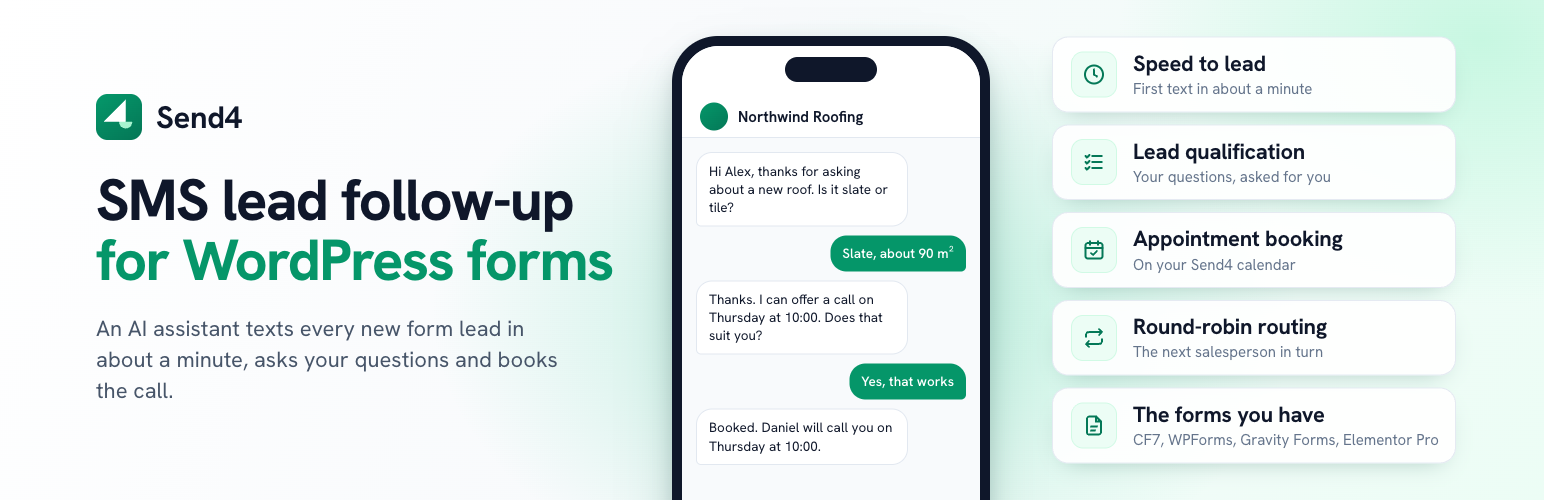 Send4
SMS lead follow-up
for WordPress forms
An AI assistant texts every new form lead in
about a minute, asks your questions and books
the call.
Northwind Roofing
Hi Alex, thanks for asking
about a new roof. Is it slate or
tile?
Slate, about 90 m²
Thanks. I can offer a call on
Thursday at 10:00. Does that
suit you?
Yes, that works
Booked. Daniel will call you on
Thursday at 10:00.
Speed to lead
First text in about a minute
Lead qualification
Your questions, asked for you
Appointment booking
On your Send4 calendar
Round-robin routing
The next salesperson in turn
The forms you have
CF7, WPForms, Gravity Forms, Elementor Pro